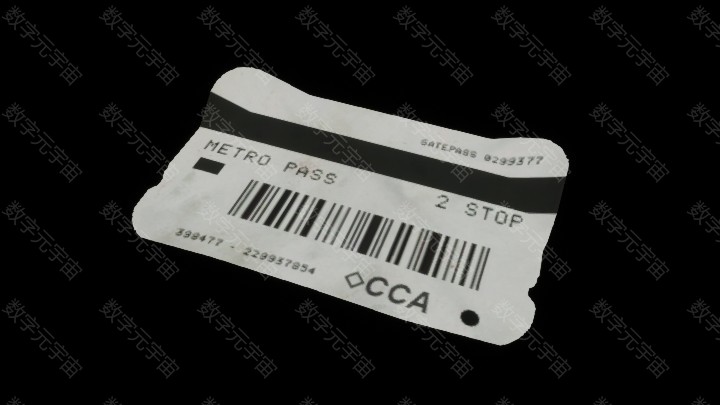 GATEPASS 0299377
METRO PASS
2 STOP
398477 - 229937854
CCA
数字元宇宙